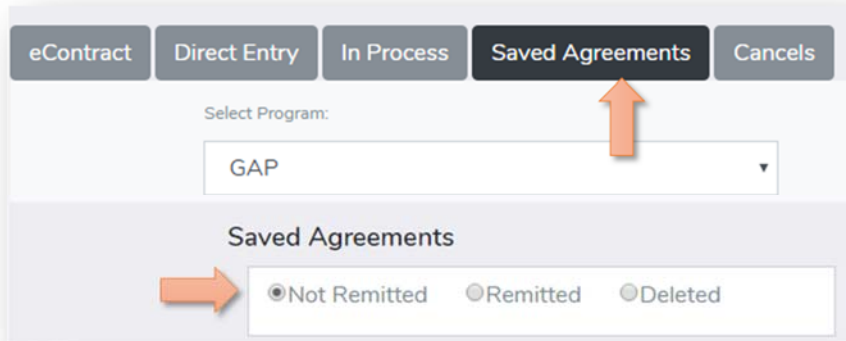 eContract Direct Entry In Process Saved Agreements Cancels
Select Program:
GAP
Saved Agreements
Not Remitted Remitted Deleted